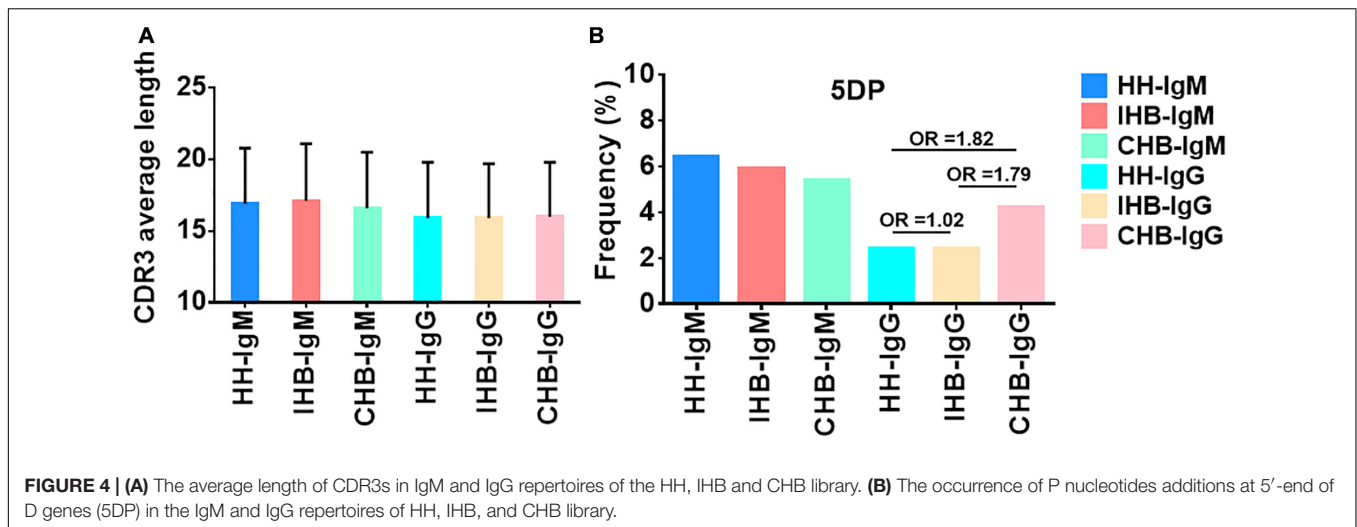 A
CDR3 average length
25
20
15
10
HH-IgM
IHB-IgM
CHB-IgM
HH-IgG
IHB-IgG
CHB-IgG
B
Frequency (%)
10
8
6
4
2
0
5DP
OR =1.82
OR =1.79
OR =1.02
HH-IgM
IHB-IgM
CHB-IgM
HH-IgG
IHB-IgG
CHB-IgG
HH-IgM
IHB-IgM
CHB-IgM
HH-IgG
IHB-IgG
CHB-IgG
FIGURE 4 | (A) The average length of CDR3s in IgM and IgG repertoires of the HH, IHB and CHB library. (B) The occurrence of P nucleotides additions at 5′-end of
D genes (5DP) in the IgM and IgG repertoires of HH, IHB, and CHB library.